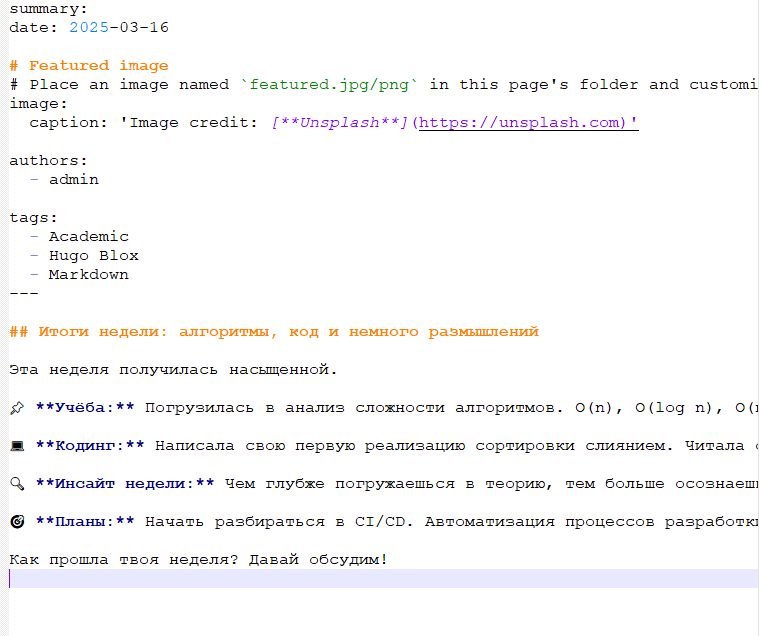 summary:
date: 2025-03-16
# Featured image
# Place an image named `featured.jpg/png` in this page's folder and customi
image:
caption: 'Image credit: [**Unsplash**](https://unsplash.com)'
authors:
- admin
tags:
- Academic
- Hugo Blox
- Markdown
---
## Итоги недели: алгоритмы, код и немного размышлений
Эта неделя получилась насыщенной.
📌 **Учёба:** Погрузилась в анализ сложности алгоритмов. O(n), O(log n), O(n
💻 **Кодинг:** Написала свою первую реализацию сортировки слиянием. Читала
🔍 **Инсайт недели:** Чем глубже погружаешься в теорию, тем больше осознаеш
🎯 **Планы:** Начать разбираться в CI/CD. Автоматизация процессов разработк
Как прошла твоя неделя? Давай обсудим!